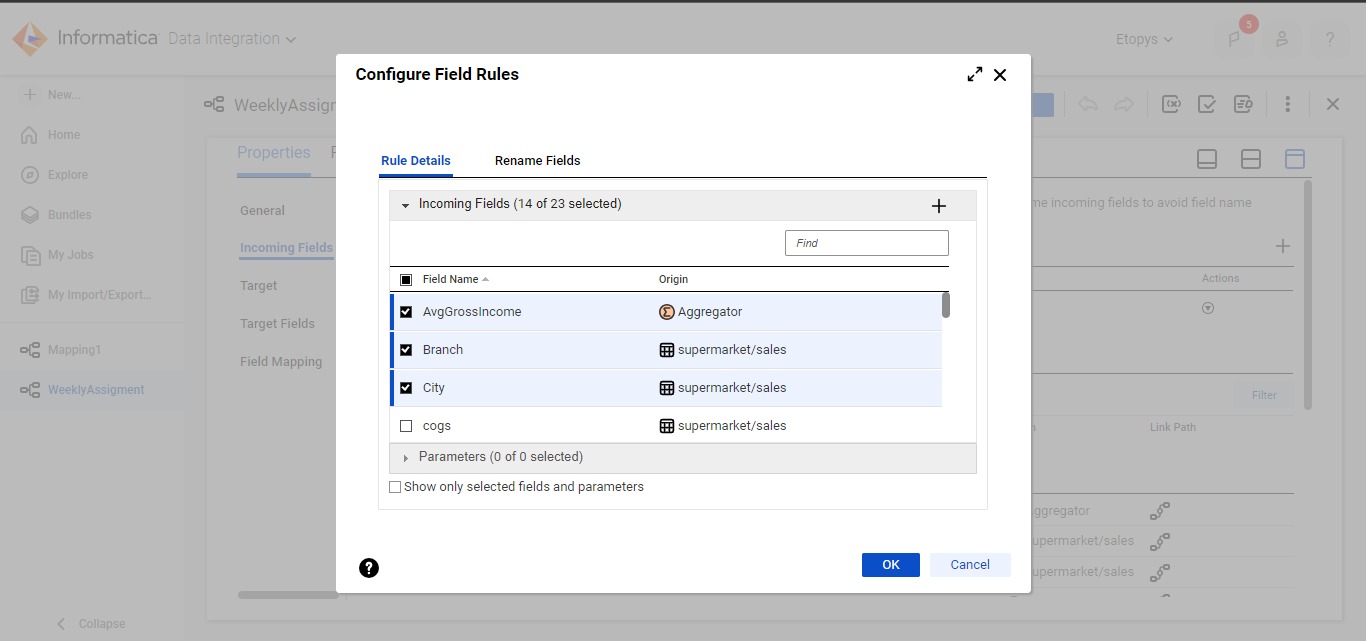 Informatica Data Integration
Etopys
5
?
New...
Home
Explore
Bundles
My Jobs
My Import/Export...
Mapping1
WeeklyAssigment
Collapse
WeeklyAssign
Properties
General
Incoming Fields
Target
Target Fields
Field Mapping
Configure Field Rules
Rule Details
Rename Fields
Incoming Fields (14 of 23 selected)
Find
Field Name
Origin
AvgGrossIncome
Aggregator
Branch
supermarket/sales
City
supermarket/sales
cogs
supermarket/sales
Parameters (0 of 0 selected)
Show only selected fields and parameters
?
OK
Cancel
me incoming fields to avoid field name
Actions
Filter
Link Path
ggregator
upermarket/sales
upermarket/sales